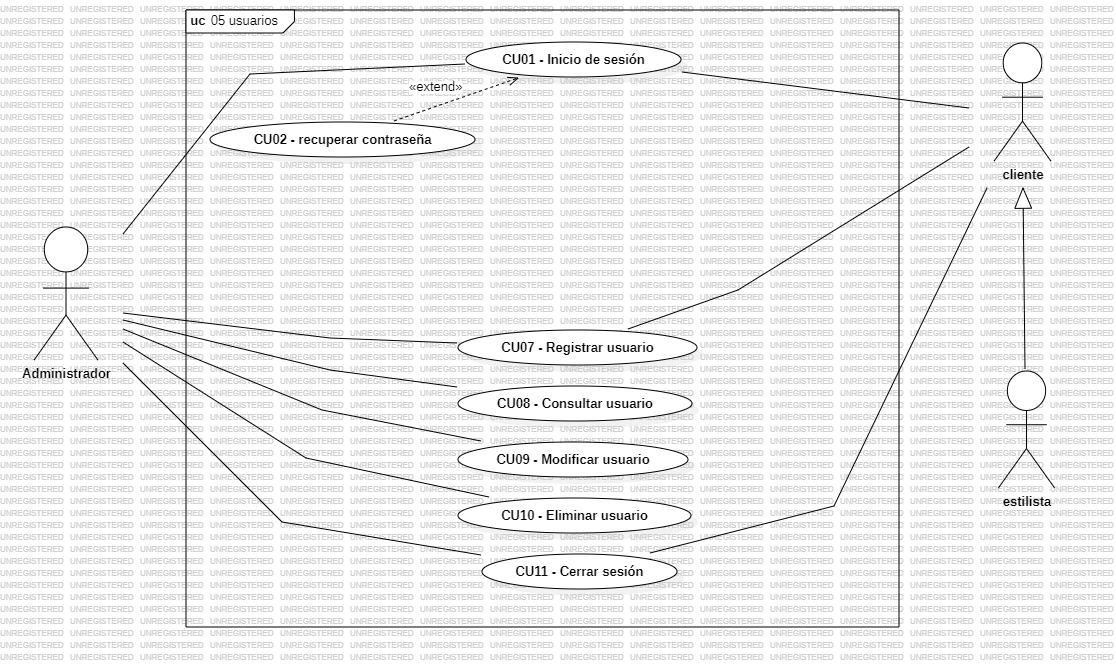 uc 05 usuarios
CU01 - Inicio de sesión
«extend»
CU02 - recuperar contraseña
cliente
Administrador
CU07 - Registrar usuario
CU08 - Consultar usuario
CU09 - Modificar usuario
estilista
CU10 - Eliminar usuario
CU11 - Cerrar sesión
UNREGISTERED